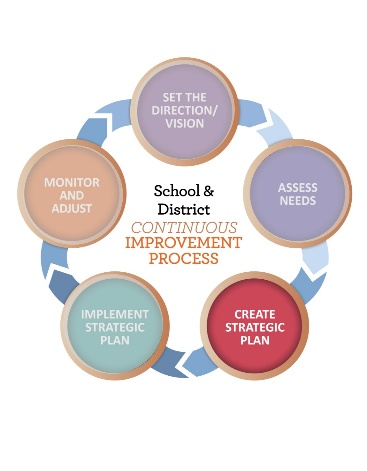 SET THE
DIRECTION/
VISION
ASSESS
NEEDS
CREATE
STRATEGIC
PLAN
IMPLEMENT
STRATEGIC
PLAN
MONITOR
AND
ADJUST
School &
District
CONTINUOUS
IMPROVEMENT
PROCESS